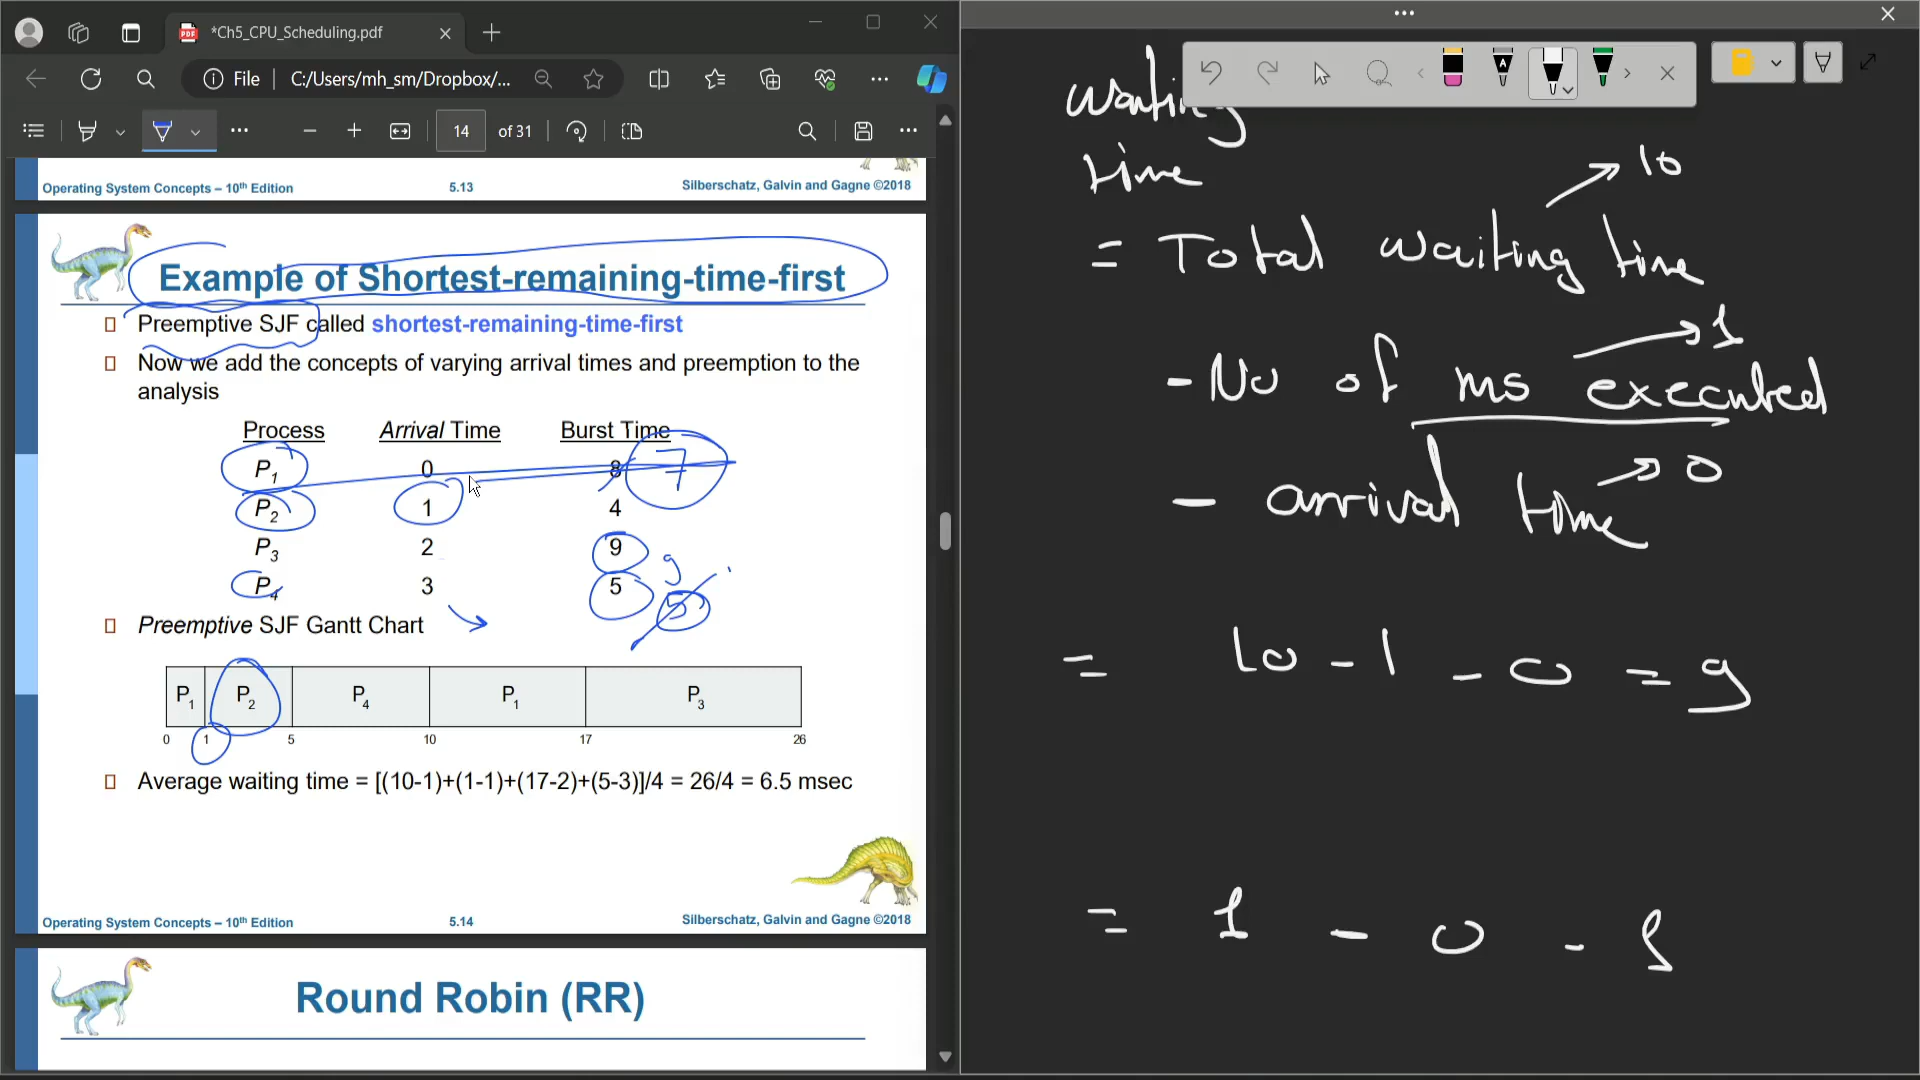 *Ch5_CPU_Scheduling.pdf
File
C:/Users/mh_sm/Dropbox/...
14 of 31
Operating System Concepts – 10th Edition 5.13 Silberschatz, Galvin and Gagne ©2018
Example of Shortest-remaining-time-first
Preemptive SJF called shortest-remaining-time-first
Now we add the concepts of varying arrival times and preemption to the
analysis
Process Arrival Time Burst Time
P1 0 8 7
P2 1 4
P3 2 9 9
P4 3 5 5
Preemptive SJF Gantt Chart
P1 P2 P4 P1 P3
0 1 5 10 17 26
Average waiting time = [(10-1)+(1-1)+(17-2)+(5-3)]/4 = 26/4 = 6.5 msec
Operating System Concepts – 10th Edition 5.14 Silberschatz, Galvin and Gagne ©2018
Round Robin (RR)
waiting
time
10
= Total waiting time
1
- No of ms executed
0
- arrival time
= 10 - 1 - 0 = 9
= 1 - 0 -